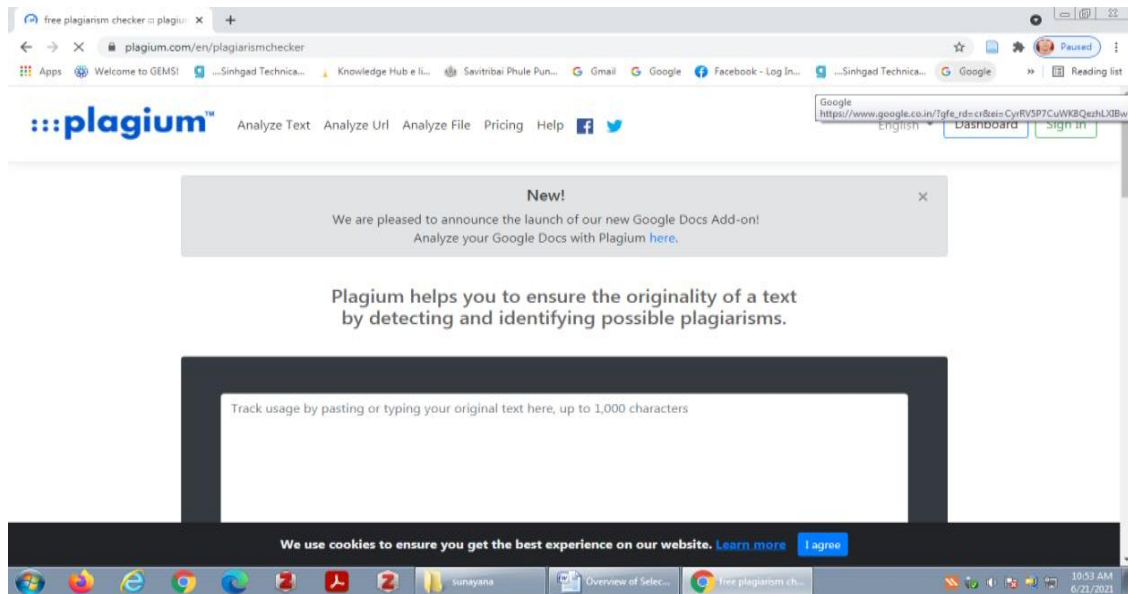 free plagiarism checker :: plagiu
plagium.com/en/plagiarismchecker
Paused
Apps Welcome to GEMS! ....Sinhgad Technica... Knowledge Hub e li... Savitribai Phule Pun... Gmail Google Facebook - Log In... ....Sinhgad Technica... Google » Reading list
Google
:::plagium™ Analyze Text Analyze Url Analyze File Pricing Help English Dashboard Sign In
New!
We are pleased to announce the launch of our new Google Docs Add-on!
Analyze your Google Docs with Plagium here.
Plagium helps you to ensure the originality of a text
by detecting and identifying possible plagiarisms.
Track usage by pasting or typing your original text here, up to 1,000 characters
We use cookies to ensure you get the best experience on our website. Learn more I agree
sunayana Overview of Selec... free plagiarism ch... 10:53 AM
6/21/2021